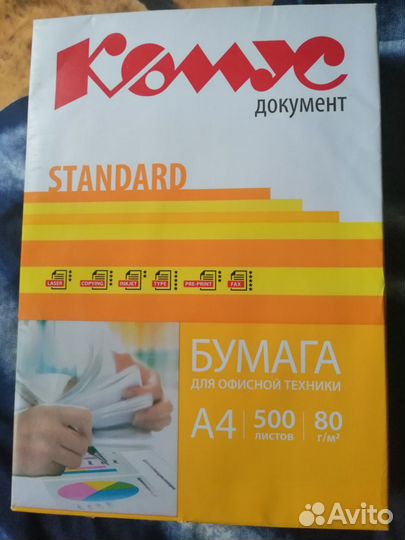 Комус
документ
STANDARD
LASER COPYING INKJET TYPE PRE-PRINT FAX
БУМАГА
ДЛЯ ОФИСНОЙ ТЕХНИКИ
А4 500 листов 80 г/м²
Avito